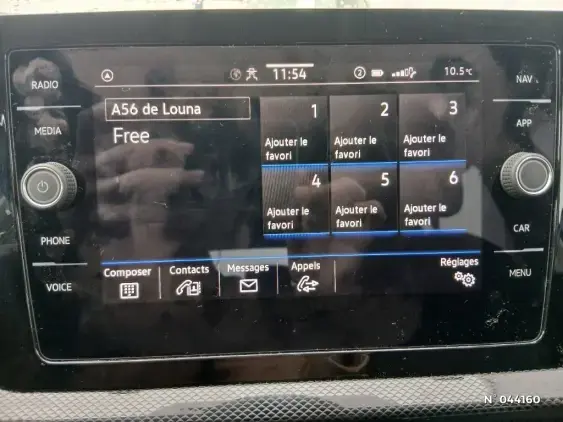 RADIO
MEDIA
PHONE
VOICE
11:54
2
10.5°C
A56 de Louna
Free
1
Ajouter le
favori
2
Ajouter le
favori
3
Ajouter le
favori
4
Ajouter le
favori
5
Ajouter le
favori
6
Ajouter le
favori
Composer
Contacts
Messages
Appels
Réglages
NAV
APP
CAR
MENU
N_044160